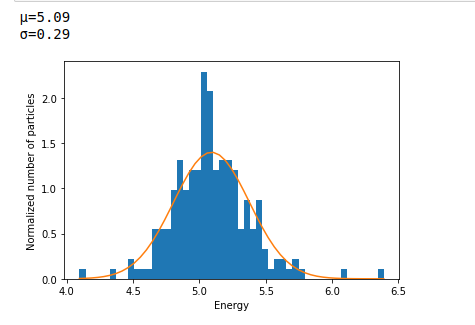 μ=5.09
σ=0.29
Normalized number of particles
2.0
1.5
1.0
0.5
0.0
4.0 4.5 5.0 5.5 6.0 6.5
Energy